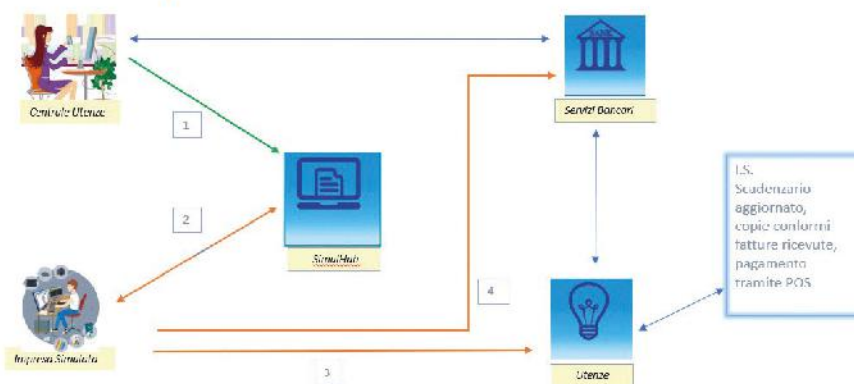 BANK
Centrale Utenze
Servizi Bancari
1
I.S.
Scadenzario
aggiornato,
copie conformi
fatture ricevute,
pagamento
tramite POS
2
SimulHub
4
Impresa Simulata
3
Utenze